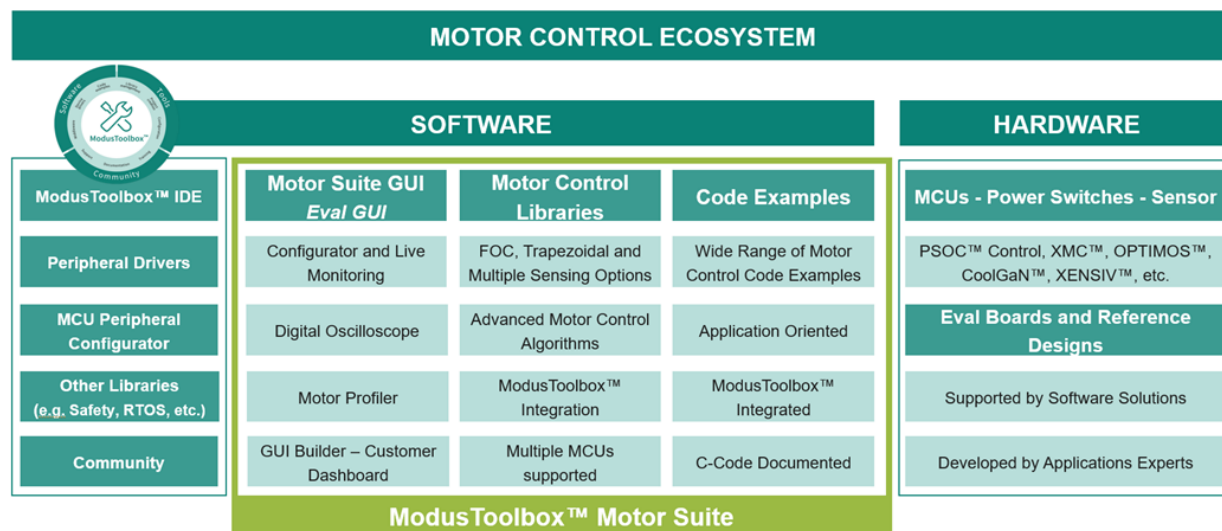 MOTOR CONTROL ECOSYSTEM
Software
Tools
Community
ModusToolbox™
SOFTWARE
HARDWARE
ModusToolbox™ IDE
Peripheral Drivers
MCU Peripheral
Configurator
Other Libraries
(e.g. Safety, RTOS, etc.)
Community
Motor Suite GUI
Eval GUI
Configurator and Live
Monitoring
Digital Oscilloscope
Motor Profiler
GUI Builder – Customer
Dashboard
Motor Control
Libraries
FOC, Trapezoidal and
Multiple Sensing Options
Advanced Motor Control
Algorithms
ModusToolbox™
Integration
Multiple MCUs
supported
Code Examples
Wide Range of Motor
Control Code Examples
Application Oriented
ModusToolbox™
Integrated
C-Code Documented
ModusToolbox™ Motor Suite
MCUs - Power Switches - Sensor
PSOC™ Control, XMC™, OPTIMOS™,
CoolGaN™, XENSIV™, etc.
Eval Boards and Reference
Designs
Supported by Software Solutions
Developed by Applications Experts